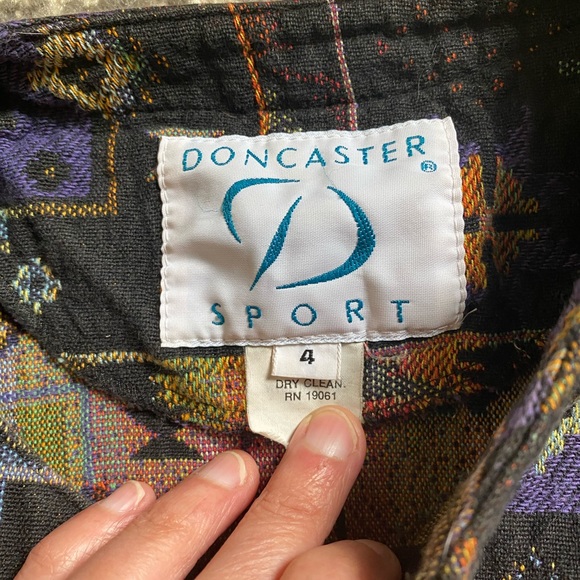 DONCASTER®
D
SPORT
4
DRY CLEAN.
RN 19061